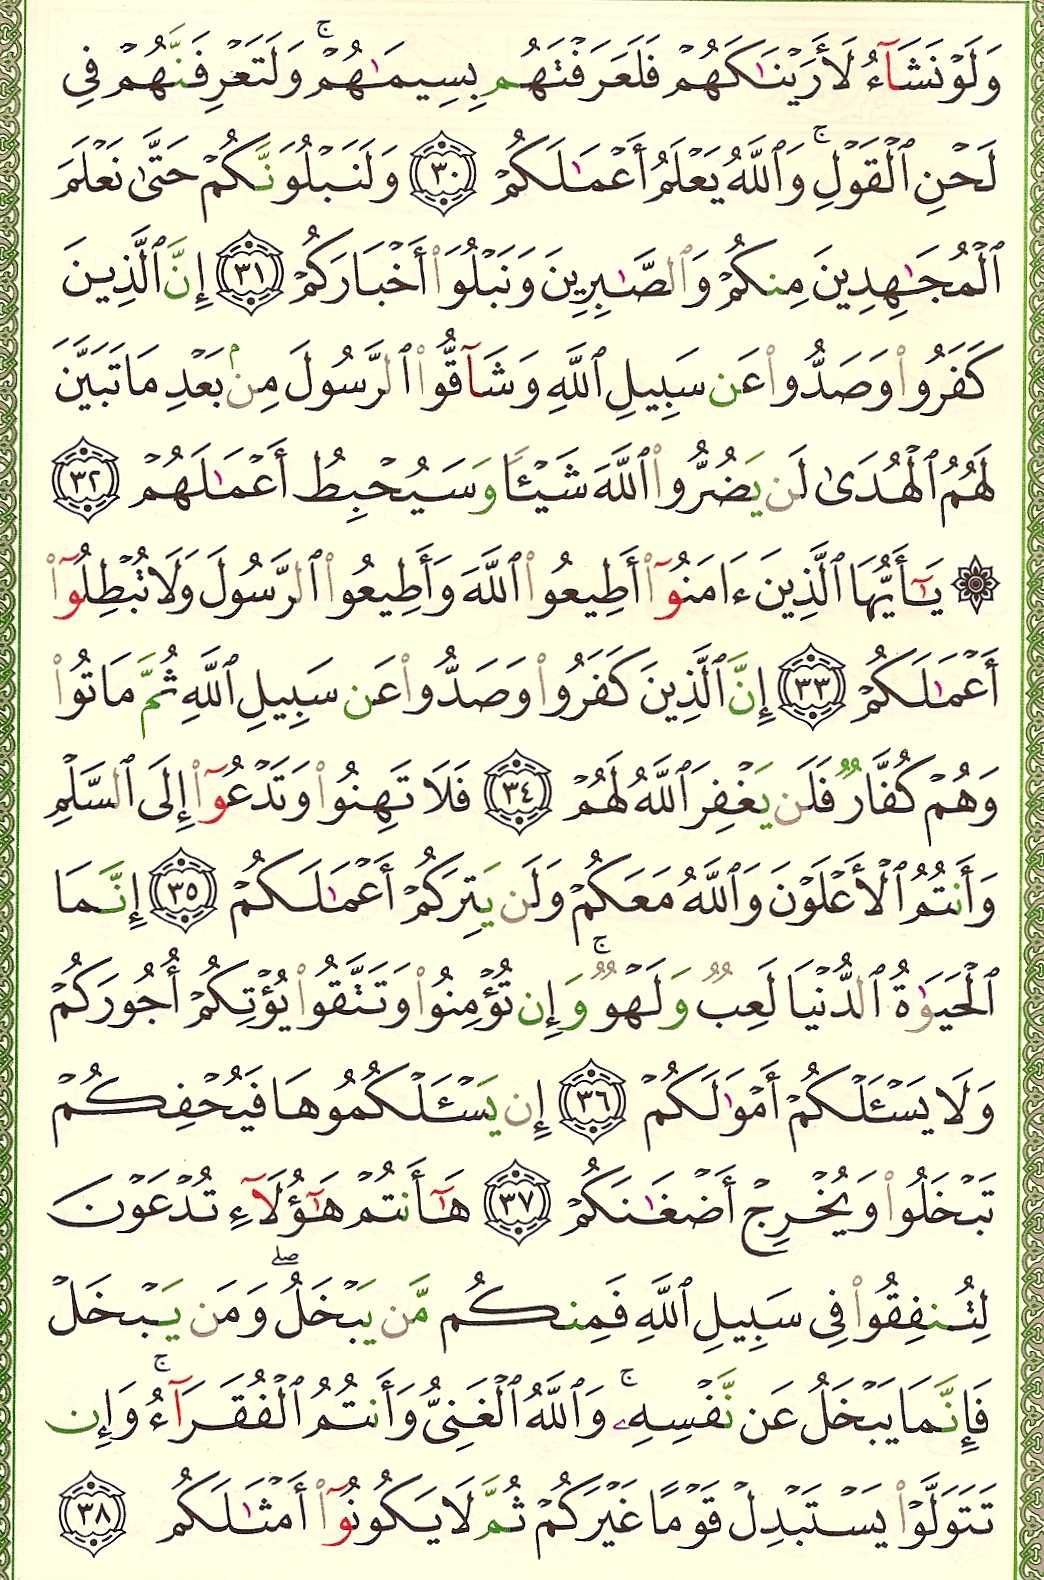 وَلَوْ نَشَآءُ لَأَرَيْنَٰكَهُمْ فَلَعَرَفْتَهُم بِسِيمَٰهُمْ ۚ وَلَتَعْرِفَنَّهُمْ فِى
لَحْنِ ٱلْقَوْلِ ۚ وَٱللَّهُ يَعْلَمُ أَعْمَٰلَكُمْ ٣٠ وَلَنَبْلُوَنَّكُمْ حَتَّىٰ نَعْلَمَ
ٱلْمُجَٰهِدِينَ مِنكُمْ وَٱلصَّٰبِرِينَ وَنَبْلُوَا۟ أَخْبَارَكُمْ ٣١ إِنَّ ٱلَّذِينَ
كَفَرُوا۟ وَصَدُّوا۟ عَن سَبِيلِ ٱللَّهِ وَشَآقُّوا۟ ٱلرَّسُولَ مِنۢ بَعْدِ مَا تَبَيَّنَ
لَهُمُ ٱلْهُدَىٰ لَن يَضُرُّوا۟ ٱللَّهَ شَيْـًٔا وَسَيُحْبِطُ أَعْمَٰلَهُمْ ٣٢
۞ يَٰٓأَيُّهَا ٱلَّذِينَ ءَامَنُوٓا۟ أَطِيعُوا۟ ٱللَّهَ وَأَطِيعُوا۟ ٱلرَّسُولَ وَلَا تُبْطِلُوٓا۟
أَعْمَٰلَكُمْ ٣٣ إِنَّ ٱلَّذِينَ كَفَرُوا۟ وَصَدُّوا۟ عَن سَبِيلِ ٱللَّهِ ثُمَّ مَاتُوا۟
وَهُمْ كُفَّارٌ فَلَن يَغْفِرَ ٱللَّهُ لَهُمْ ٣٤ فَلَا تَهِنُوا۟ وَتَدْعُوٓا۟ إِلَى ٱلسَّلْمِ
وَأَنتُمُ ٱلْأَعْلَوْنَ وَٱللَّهُ مَعَكُمْ وَلَن يَتِرَكُمْ أَعْمَٰلَكُمْ ٣٥ إِنَّمَا
ٱلْحَيَوٰةُ ٱلدُّنْيَا لَعِبٌ وَلَهْوٌ ۚ وَإِن تُؤْمِنُوا۟ وَتَتَّقُوا۟ يُؤْتِكُمْ أُجُورَكُمْ
وَلَا يَسْـَٔلْكُمْ أَمْوَٰلَكُمْ ٣٦ إِن يَسْـَٔلْكُمُوهَا فَيُحْفِكُمْ
تَبْخَلُوا۟ وَيُخْرِجْ أَضْغَٰنَكُمْ ٣٧ هَٰٓأَنتُمْ هَٰٓؤُلَآءِ تُدْعَوْنَ
لِتُنفِقُوا۟ فِى سَبِيلِ ٱللَّهِ فَمِنكُم مَّن يَبْخَلُ ۖ وَمَن يَبْخَلْ
فَإِنَّمَا يَبْخَلُ عَن نَّفْسِهِۦ ۚ وَٱللَّهُ ٱلْغَنِىُّ وَأَنتُمُ ٱلْفُقَرَآءُ ۚ وَإِن
تَتَوَلَّوْا۟ يَسْتَبْدِلْ قَوْمًا غَيْرَكُمْ ثُمَّ لَا يَكُونُوٓا۟ أَمْثَٰلَكُم ٣٨